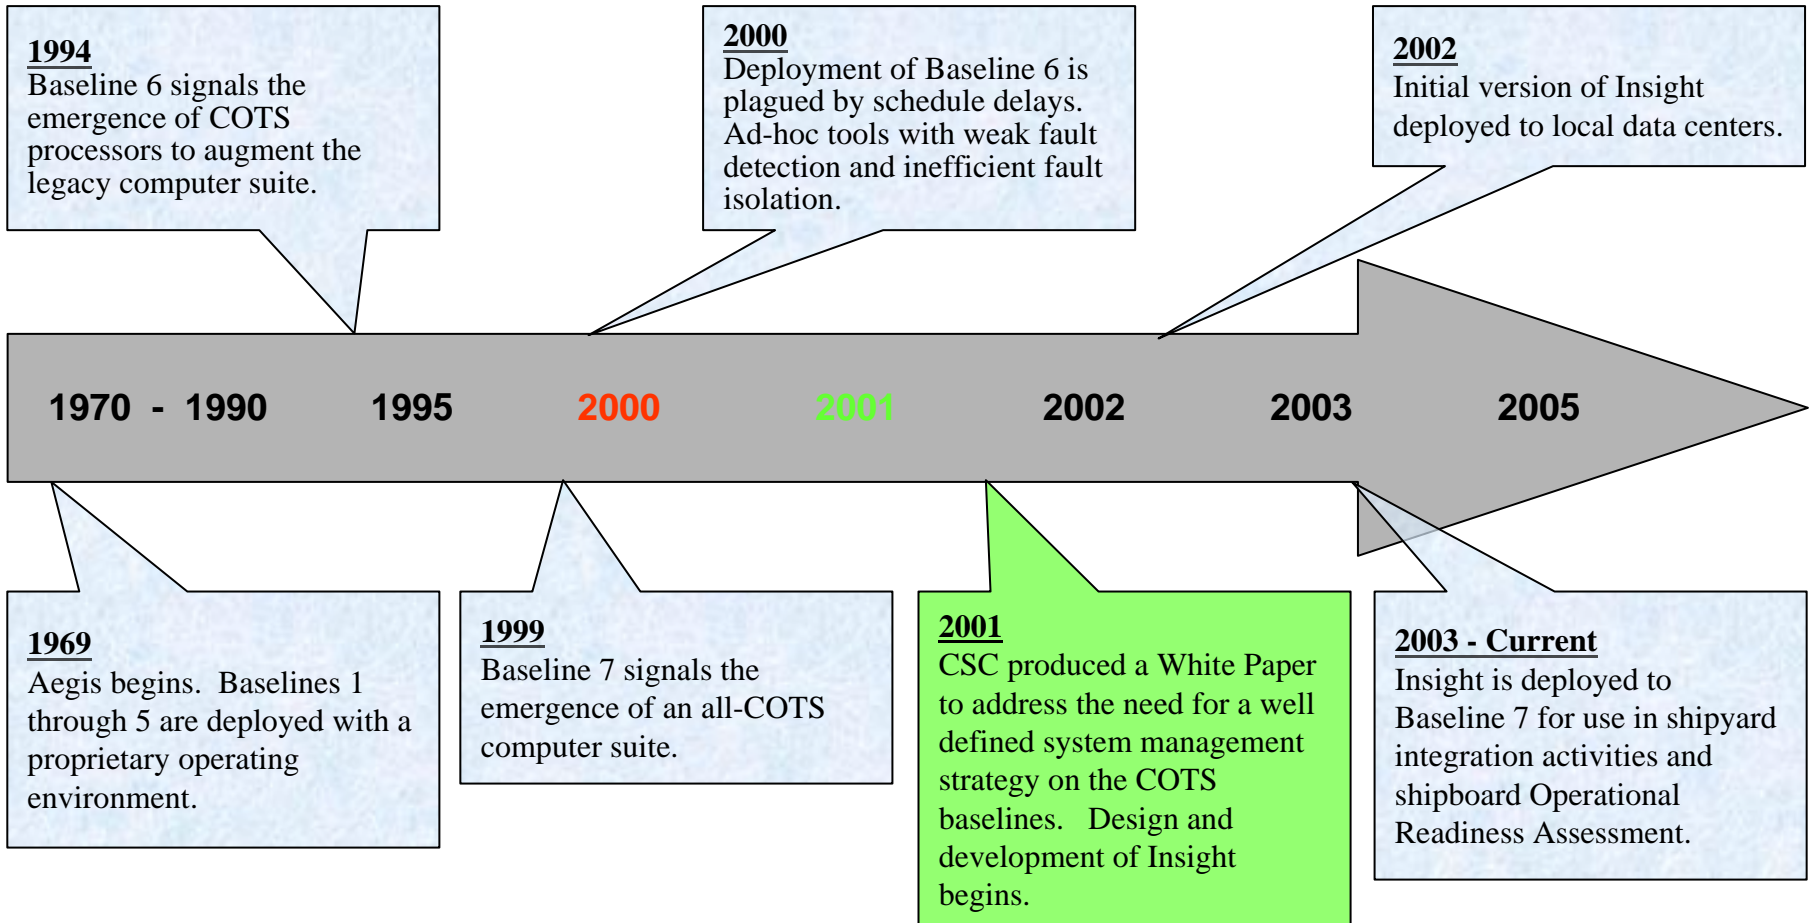 1994
Baseline 6 signals the
emergence of COTS
processors to augment the
legacy computer suite.
2000
Deployment of Baseline 6 is
plagued by schedule delays.
Ad-hoc tools with weak fault
detection and inefficient fault
isolation.
2002
Initial version of Insight
deployed to local data centers.
1970 - 1990 1995 2000 2001 2002 2003 2005
1969
Aegis begins. Baselines 1
through 5 are deployed with a
proprietary operating
environment.
1999
Baseline 7 signals the
emergence of an all-COTS
computer suite.
2001
CSC produced a White Paper
to address the need for a well
defined system management
strategy on the COTS
baselines. Design and
development of Insight
begins.
2003 - Current
Insight is deployed to
Baseline 7 for use in shipyard
integration activities and
shipboard Operational
Readiness Assessment.